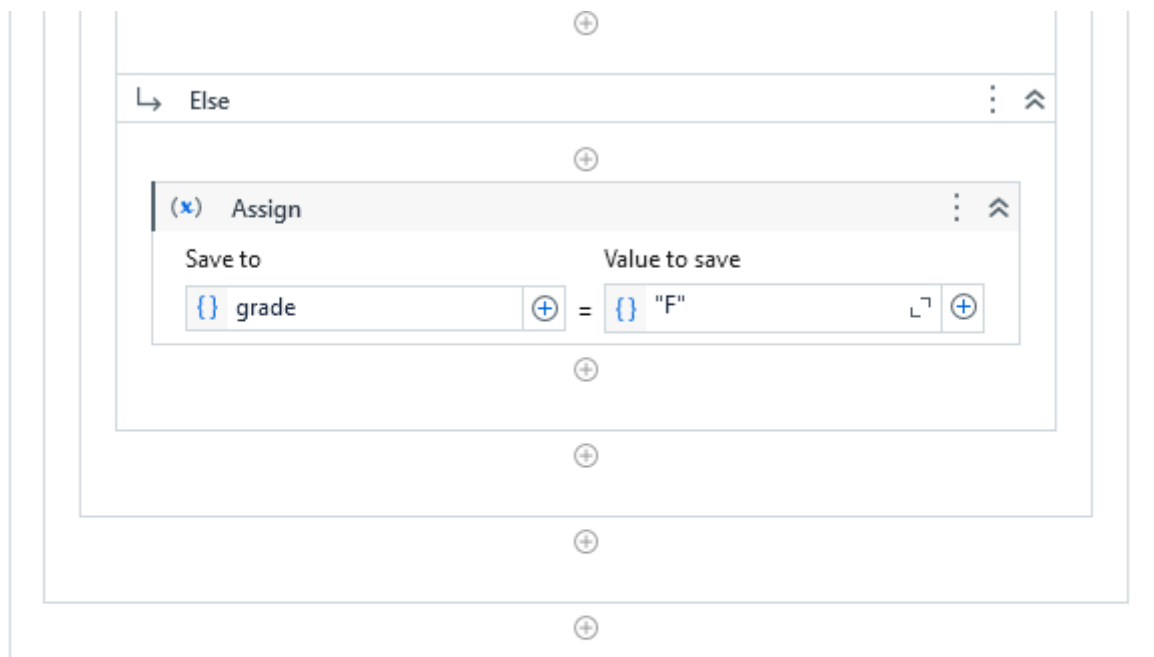 Else
(x) Assign
Save to
Value to save
{} grade
=
{} "F"